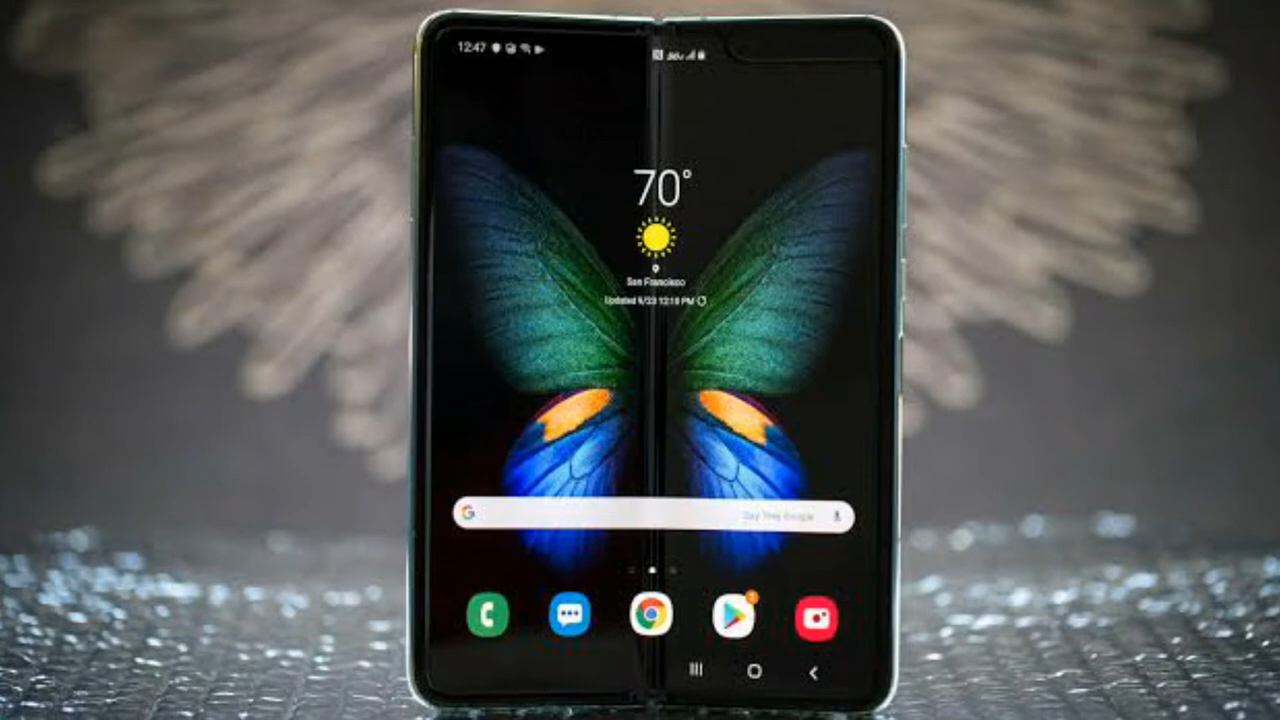 12:47
70°
San Francisco
Updated 9/23 12:18 PM
G Say "Hey Google"